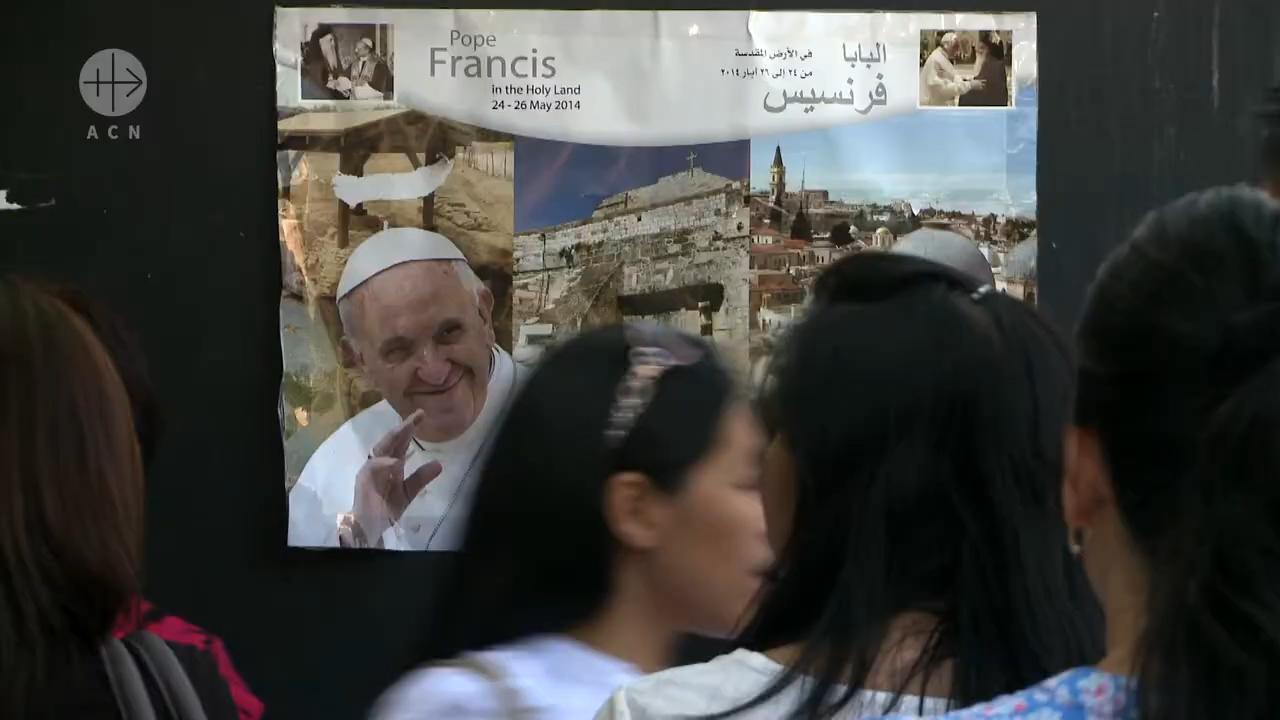 ACN
Pope
Francis
in the Holy Land
24 - 26 May 2014
البابا
فرنسيس
في الأرض المقدسة
من ٢٤ إلى ٢٦ أيار ٢٠١٤